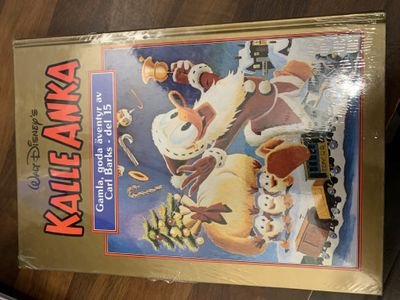 WALT DISNEY'S
KALLE ANKA
Gamla, goda äventyr av
Carl Barks - del 15